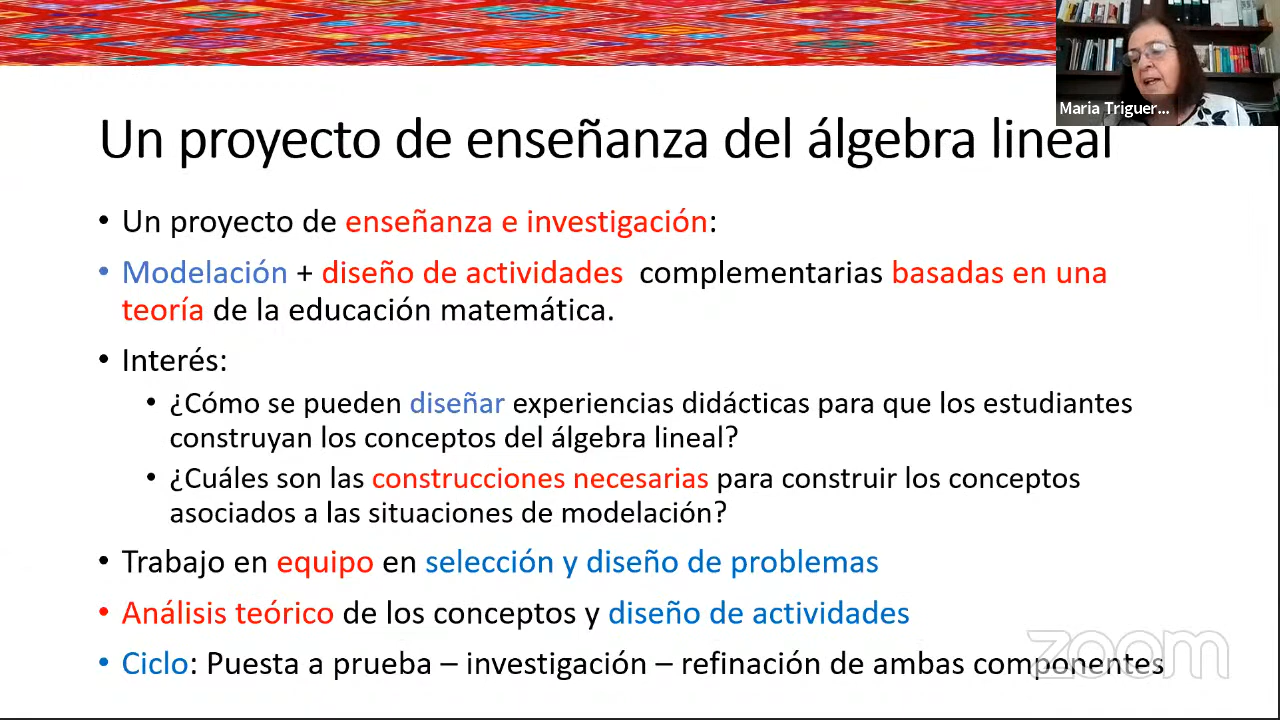 Maria Triguer...
Un proyecto de enseñanza del álgebra lineal
• Un proyecto de enseñanza e investigación:
• Modelación + diseño de actividades complementarias basadas en una
teoría de la educación matemática.
• Interés:
• ¿Cómo se pueden diseñar experiencias didácticas para que los estudiantes
construyan los conceptos del álgebra lineal?
• ¿Cuáles son las construcciones necesarias para construir los conceptos
asociados a las situaciones de modelación?
• Trabajo en equipo en selección y diseño de problemas
• Análisis teórico de los conceptos y diseño de actividades
• Ciclo: Puesta a prueba – investigación – refinación de ambas componentes
zoom